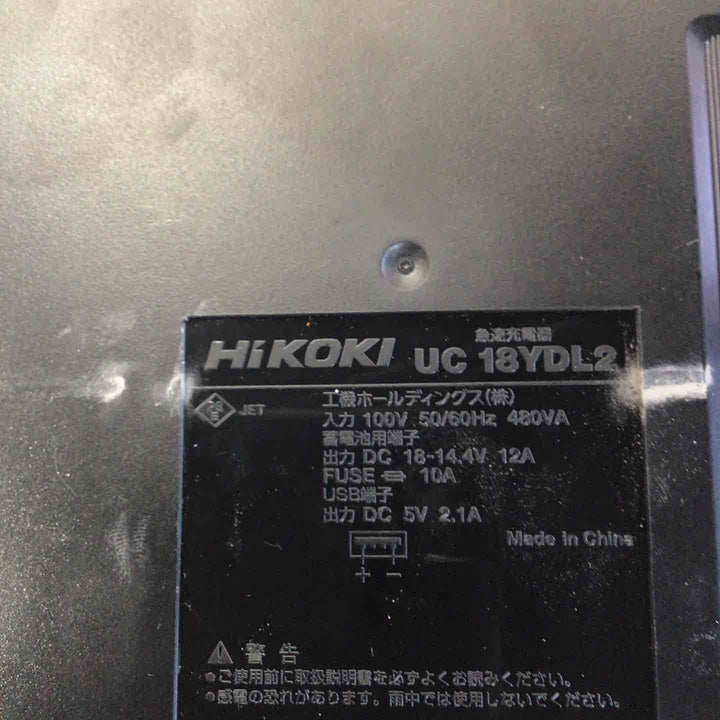 急速充電器
HiKOKI UC 18YDL2
PS
E JET
工機ホールディングス(株)
入力 100V 50/60Hz 480VA
蓄電池用端子
出力 DC 18-14.4V 12A
FUSE 10A
USB端子
出力 DC 5V 2.1A
Made in China
+ -
警告
●ご使用前に取扱説明書を必ずよくお読みください。
●感電の恐れがあります。雨中では使用しないでください。